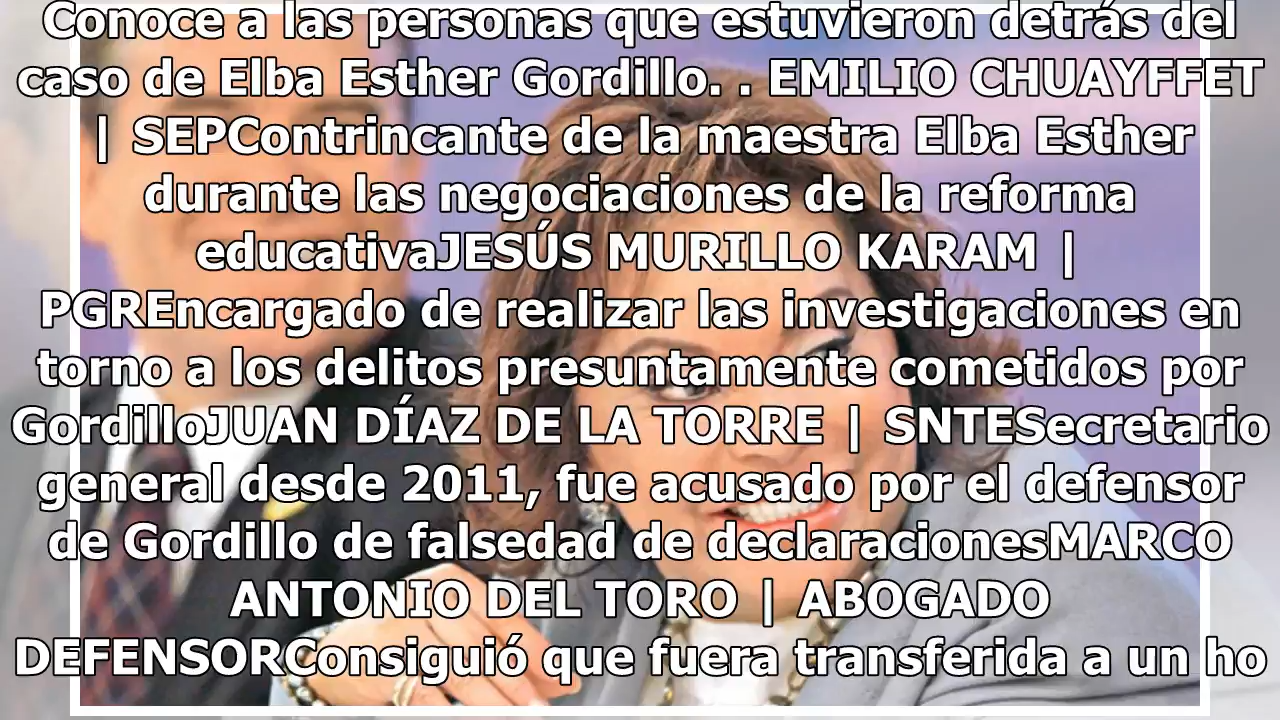 Conoce a las personas que estuvieron detrás del
caso de Elba Esther Gordillo. . EMILIO CHUAYFFET
| SEPContrincante de la maestra Elba Esther
durante las negociaciones de la reforma
educativaJESÚS MURILLO KARAM |
PGREncargado de realizar las investigaciones en
torno a los delitos presuntamente cometidos por
GordilloJUAN DÍAZ DE LA TORRE | SNTESecretario
general desde 2011, fue acusado por el defensor
de Gordillo de falsedad de declaracionesMARCO
ANTONIO DEL TORO | ABOGADO
DEFENSORConsiguió que fuera transferida a un ho